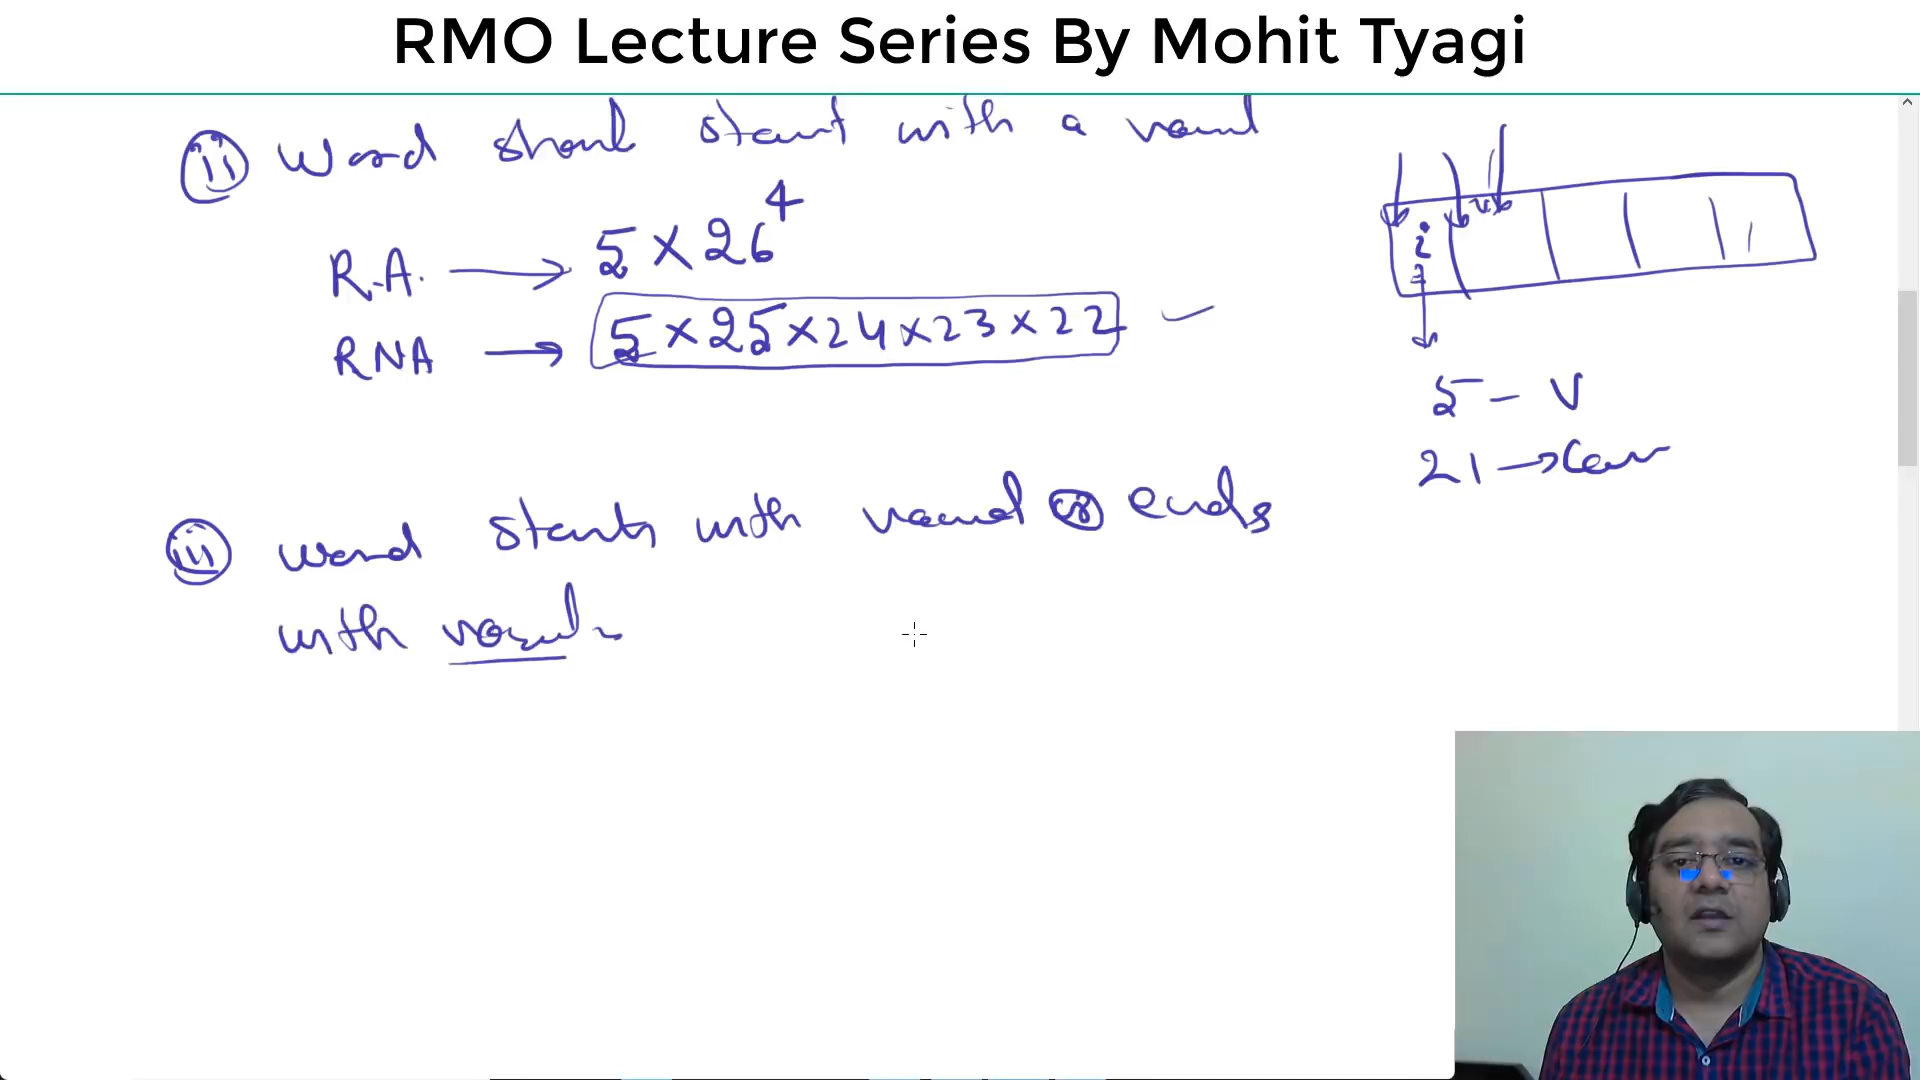 RMO Lecture Series By Mohit Tyagi
(ii) Word should start with a vowel
R.A. → 5 × 26^4
RNA → 5 × 25 × 24 × 23 × 22 ✓
i
5 - V
21 →
(iii) word starts with vowel or ends
with vowel